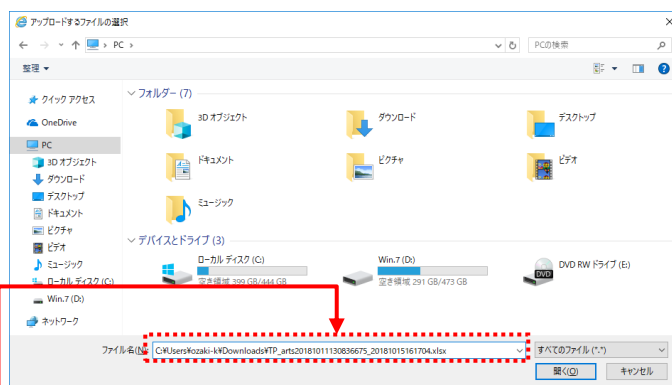 アップロードするファイルの選択
PC
PCの検索
整理
クイック アクセス
OneDrive
PC
3D オブジェクト
ダウンロード
デスクトップ
ドキュメント
ピクチャ
ビデオ
ミュージック
ローカル ディスク (C:)
Win.7 (D:)
ネットワーク
フォルダー (7)
3D オブジェクト
ダウンロード
デスクトップ
ドキュメント
ピクチャ
ビデオ
ミュージック
デバイスとドライブ (3)
ローカル ディスク (C:)
空き領域 399 GB/444 GB
Win.7 (D:)
空き領域 291 GB/473 GB
DVD RW ドライブ (E:)
DVD
ファイル名(N):
C:¥Users¥ozaki-k¥Downloads¥TP_arts20181011130836675_20181015161704.xlsx
すべてのファイル (*.*)
開く(O)
キャンセル